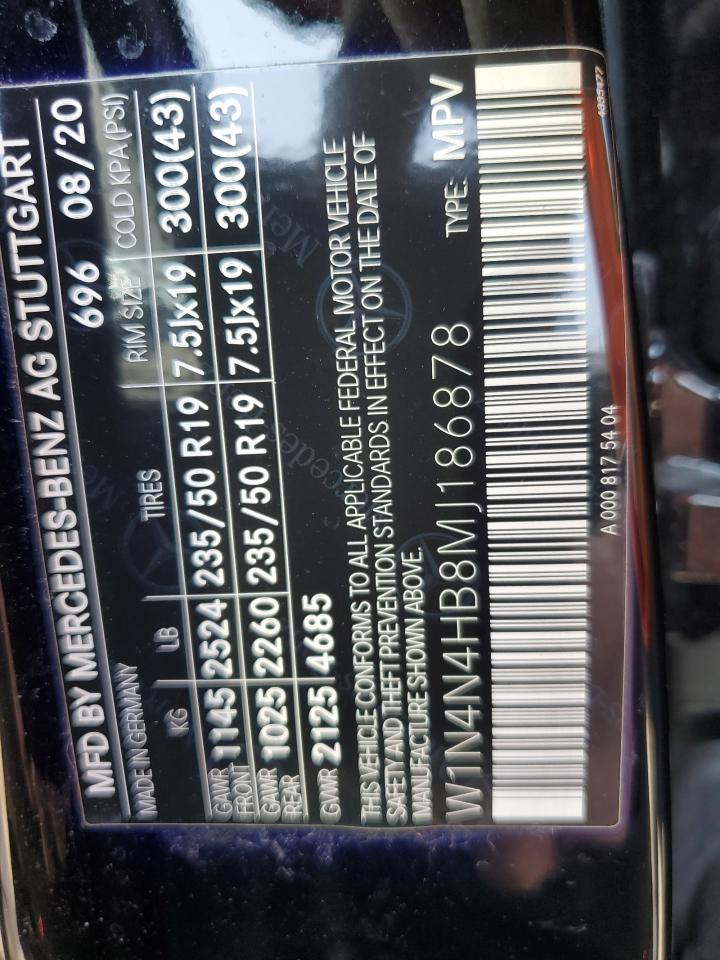 MFD BY MERCEDES-BENZ AG STUTTGART
MADE IN GERMANY 696 08/20
KG LB TIRES RIM SIZE COLD KPA(PSI)
GAWR FRONT 1145 2524 235/50 R19 7.5Jx19 300(43)
GAWR REAR 1025 2260 235/50 R19 7.5Jx19 300(43)
GWR 2125 4685
THIS VEHICLE CONFORMS TO ALL APPLICABLE FEDERAL MOTOR VEHICLE
SAFETY AND THEFT PREVENTION STANDARDS IN EFFECT ON THE DATE OF
MANUFACTURE SHOWN ABOVE.
W1N4N4HB8MJ186878 TYPE: MPV
A 000 817 54 04